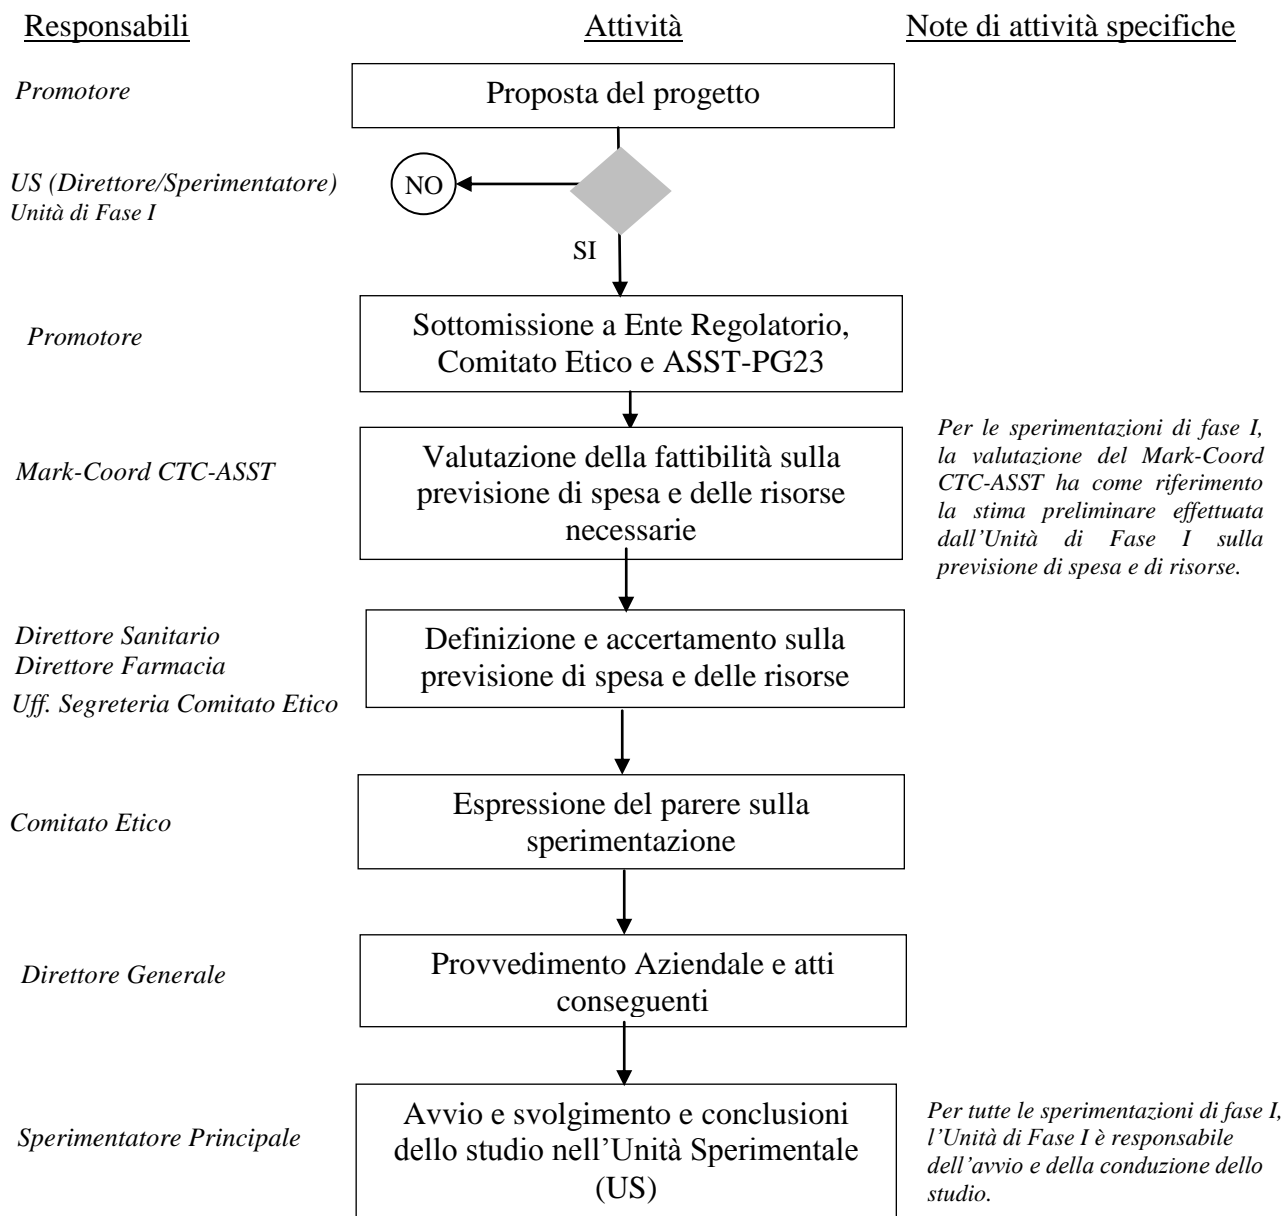 Responsabili
Attività
Note di attività specifiche
Promotore
Proposta del progetto
US (Direttore/Sperimentatore)
Unità di Fase I
NO
SI
Promotore
Sottomissione a Ente Regolatorio,
Comitato Etico e ASST-PG23
Mark-Coord CTC-ASST
Valutazione della fattibilità sulla
previsione di spesa e delle risorse
necessarie
Per le sperimentazioni di fase I,
la valutazione del Mark-Coord
CTC-ASST ha come riferimento
la stima preliminare effettuata
dall’Unità di Fase I sulla
previsione di spesa e di risorse.
Direttore Sanitario
Direttore Farmacia
Uff. Segreteria Comitato Etico
Definizione e accertamento sulla
previsione di spesa e delle risorse
Comitato Etico
Espressione del parere sulla
sperimentazione
Direttore Generale
Provvedimento Aziendale e atti
conseguenti
Sperimentatore Principale
Avvio e svolgimento e conclusioni
dello studio nell’Unità Sperimentale
(US)
Per tutte le sperimentazioni di fase I,
l’Unità di Fase I è responsabile
dell’avvio e della conduzione dello
studio.